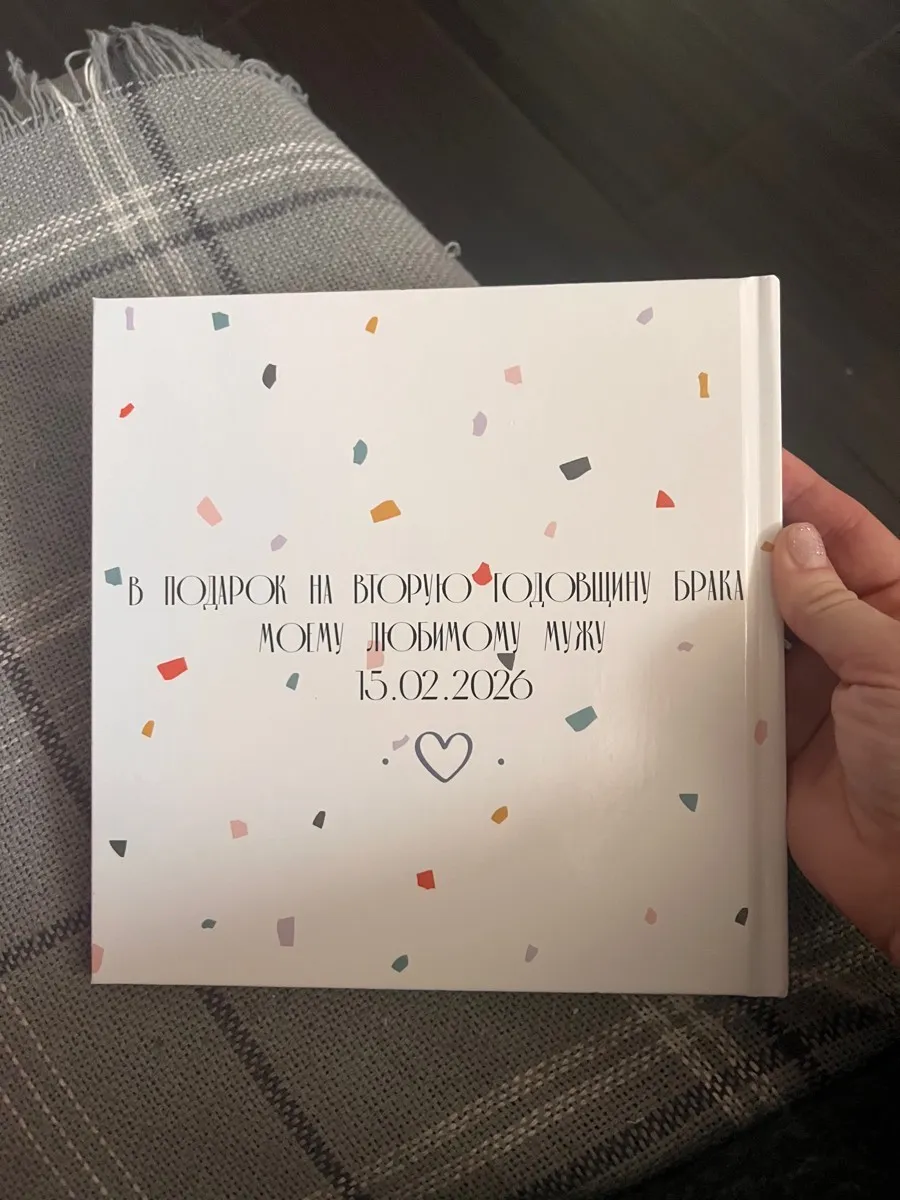 В ПОДАРОК НА ВТОРУЮ ГОДОВЩИНУ БРАКА
МОЕМУ ЛЮБИМОМУ МУЖУ
15.02.2026